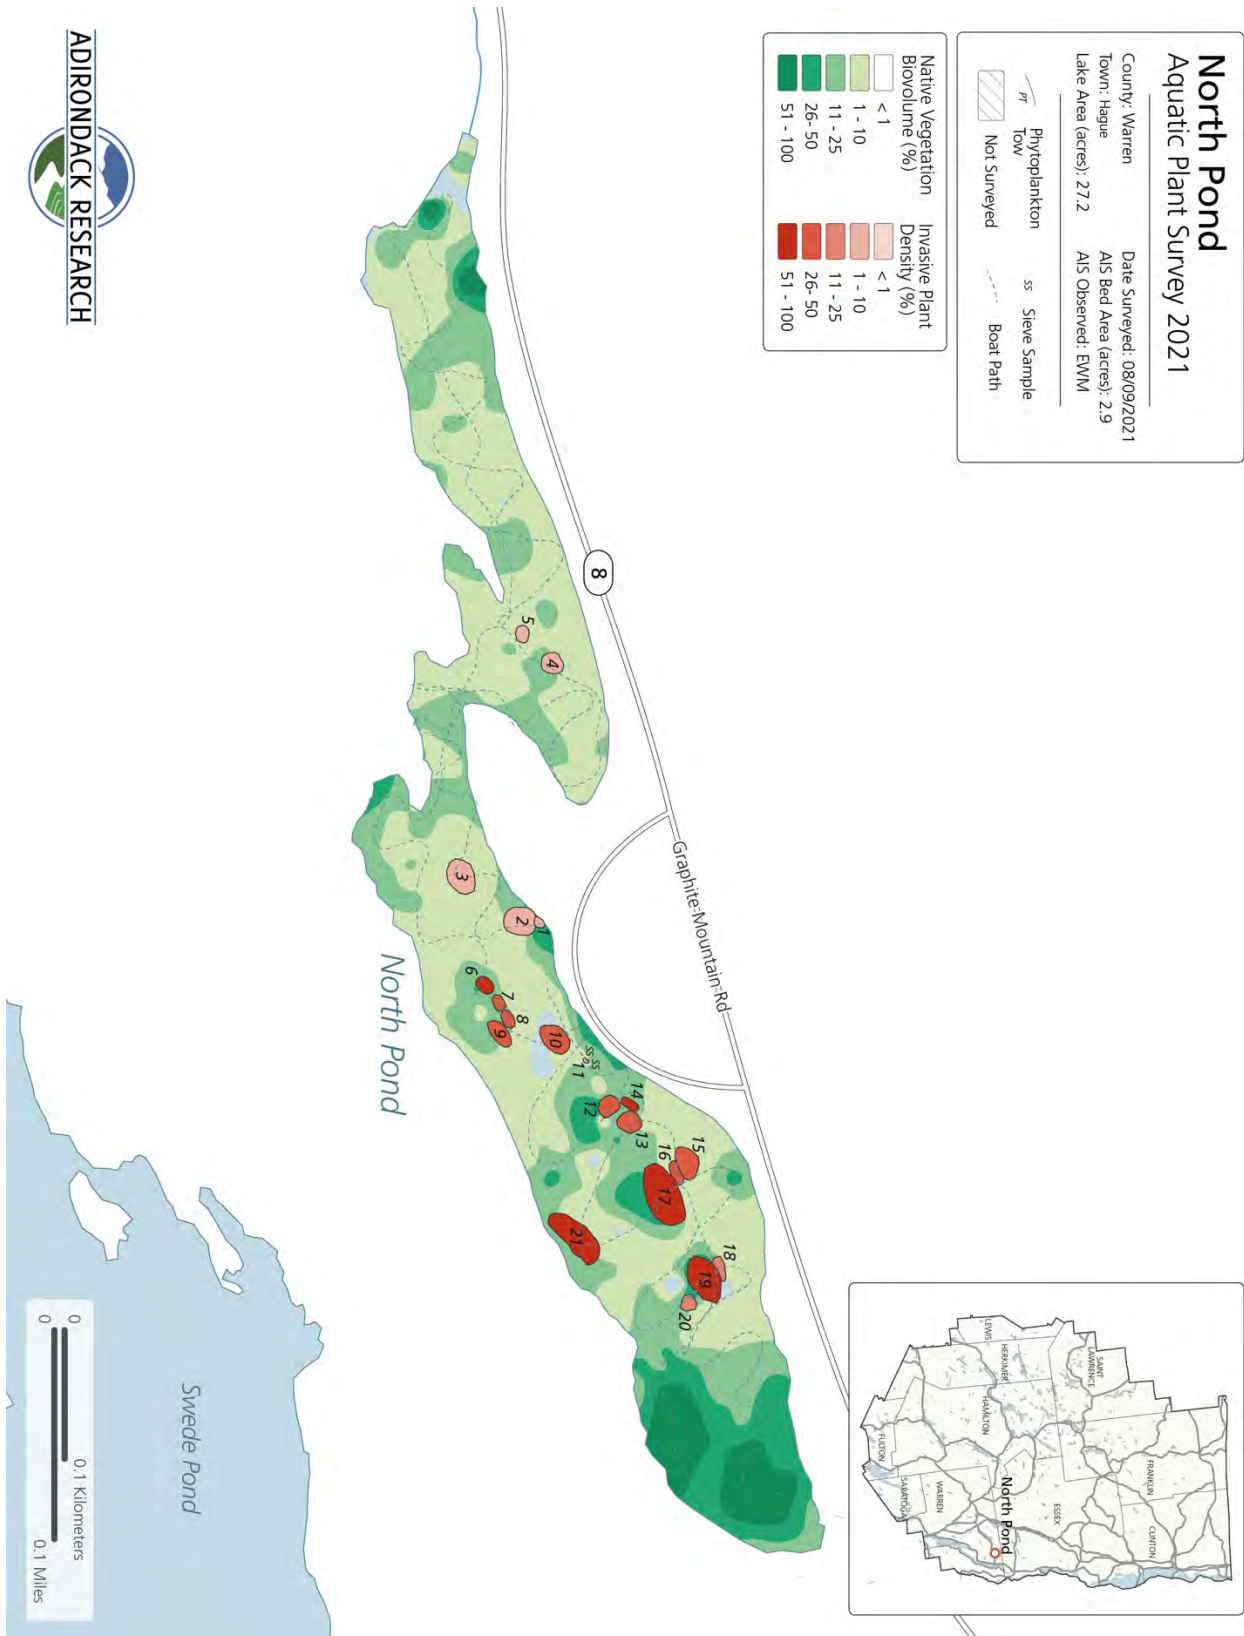 North Pond
Aquatic Plant Survey 2021
County: Warren
Town: Hague
Lake Area (acres): 27.2
Date Surveyed: 08/09/2021
AIS Bed Area (acres): 2.9
AIS Observed: EWM
PT
Phytoplankton
Tow
SS
Sieve Sample
Not Surveyed
Boat Path
Native Vegetation
Biovolume (%)
< 1
1 - 10
11 - 25
26- 50
51 - 100
Invasive Plant
Density (%)
< 1
1 - 10
11 - 25
26- 50
51 - 100
8
Graphite-Mountain-Rd
5
4
3
2
1
6
7
8
9
10
SS
SS
11
12
14
13
15
16
17
18
19
20
21
North Pond
Swede Pond
SAINT
LAWRENCE
FRANKLIN
CLINTON
LEWIS
HERKIMER
HAMILTON
ESSEX
North Pond
WARREN
FULTON
SARATOGA
0
0.1 Kilometers
0
0.1 Miles
ADIRONDACK RESEARCH